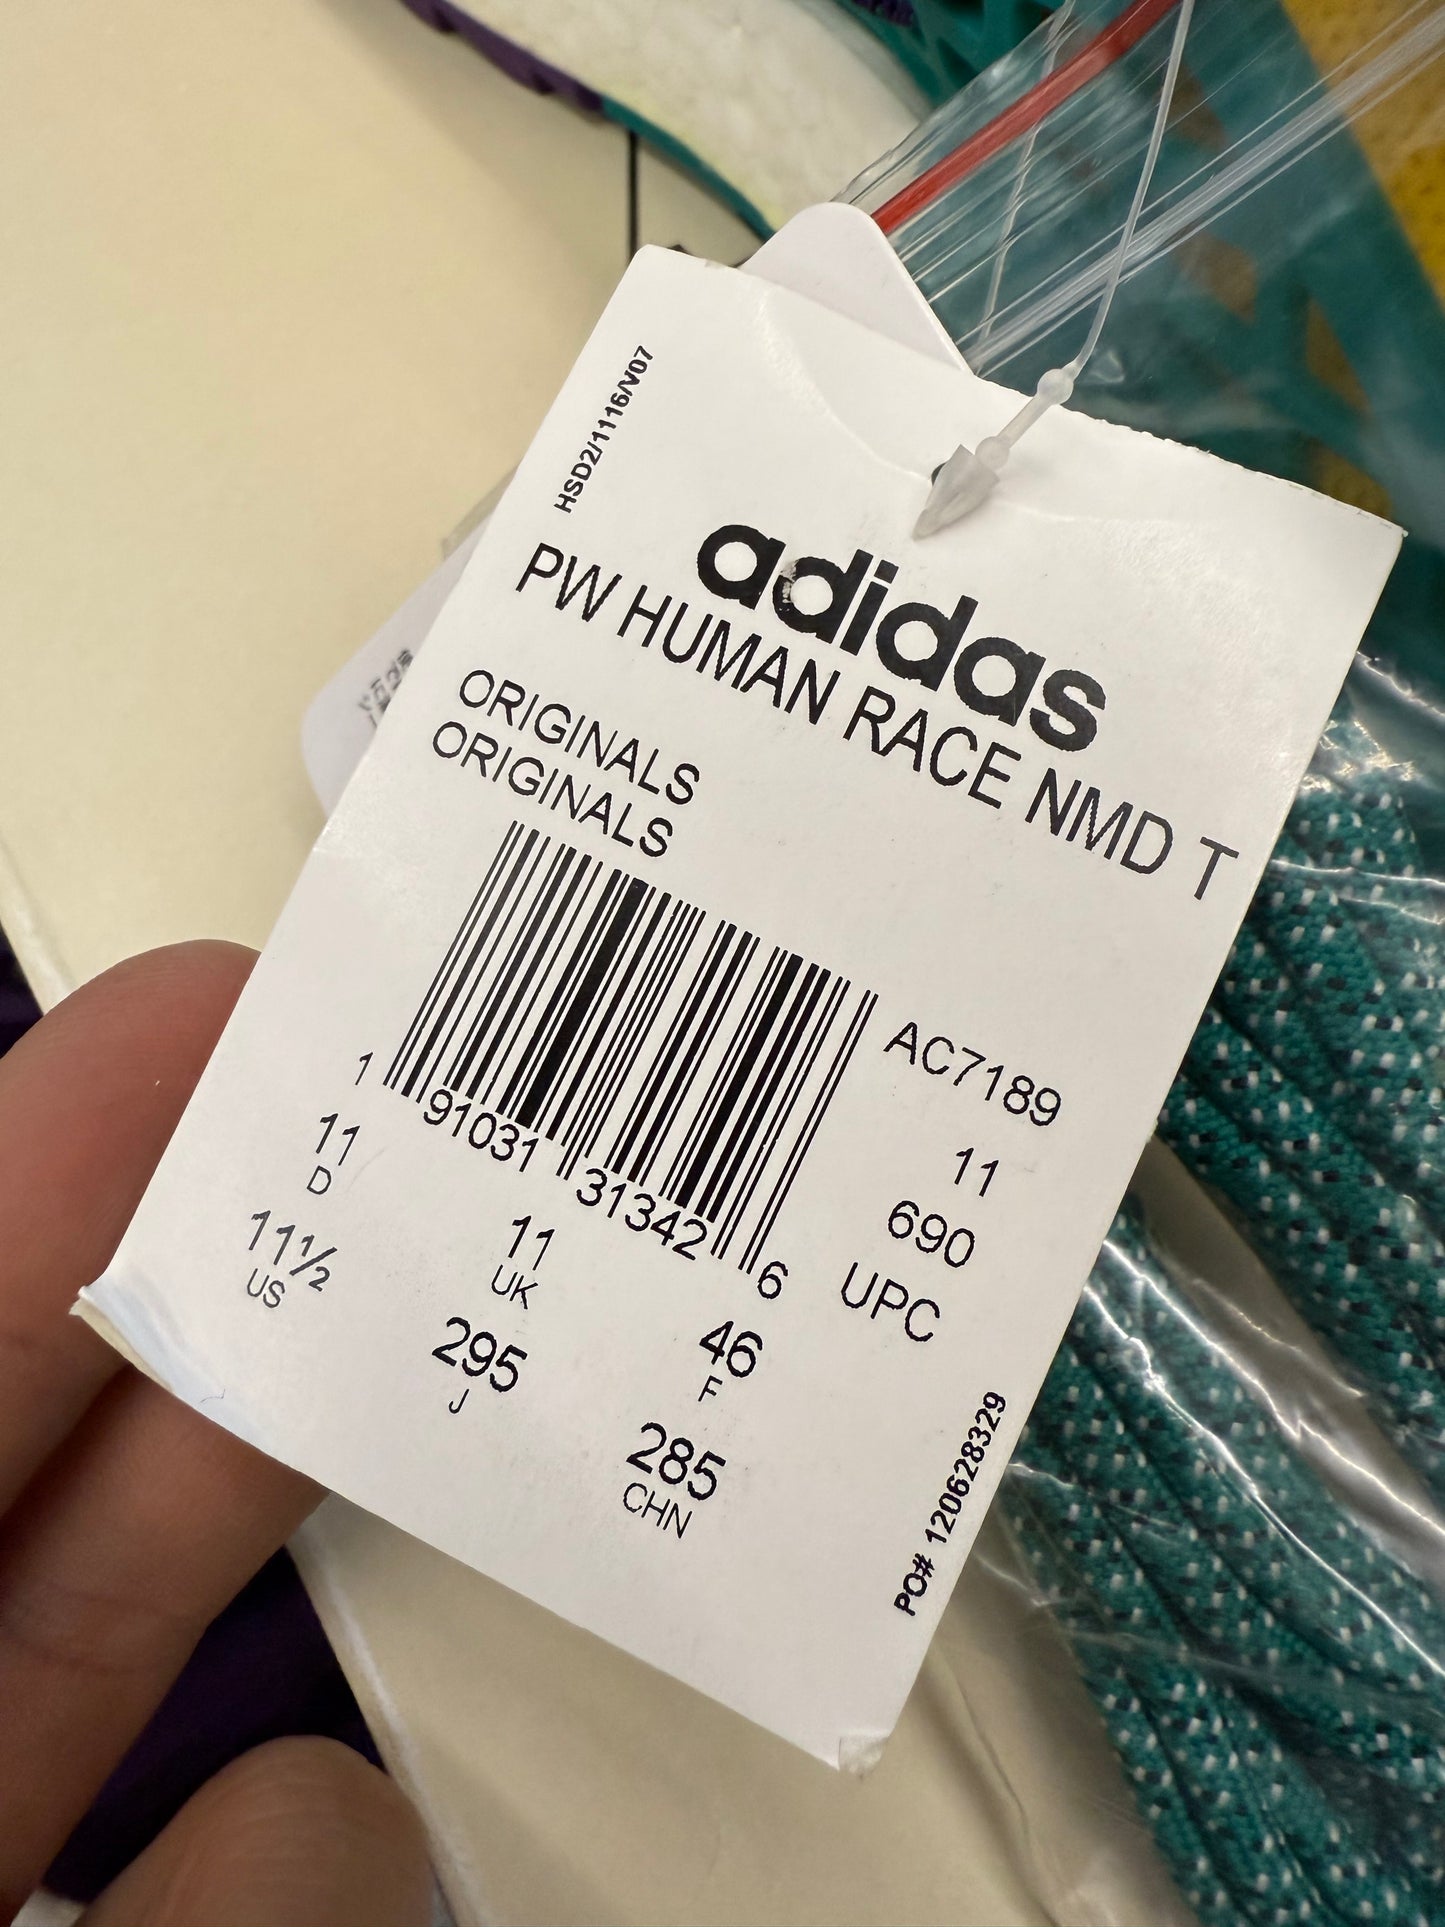 HSD2/1116/V07
adidas
PW HUMAN RACE NMD T
ORIGINALS
ORIGINALS
AC7189
11
690
UPC
1 91031 31342 6
11
D
11½
US
11
UK
46
F
295
J
285
CHN
PO# 120628329